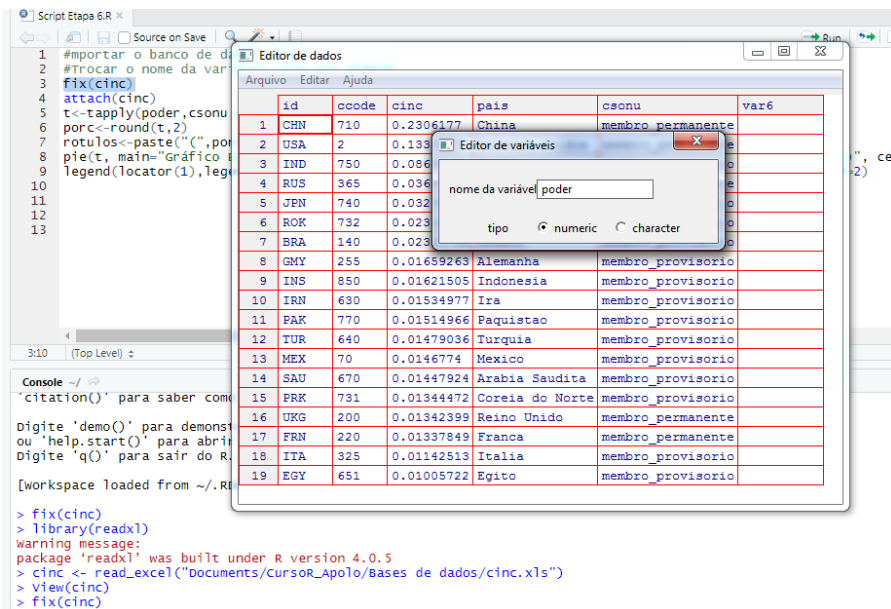 Script Etapa 6.R
Source on Save
Run
1 #mportar o banco de da
2 #Trocar o nome da vari
3 fix(cinc)
4 attach(cinc)
5 t<-tapply(poder,csonu
6 porc<-round(t,2)
7 rotulos<-paste("(",por
8 pie(t, main="Gráfico ", ce
9 legend(locator(1),lege =2)
10
11
12
13
3:10 (Top Level)
Editor de dados
Arquivo Editar Ajuda
id ccode cinc pais csonu var6
1 CHN 710 0.2306177 China membro_permanente
2 USA 2 0.133 e
3 IND 750 0.086 o
4 RUS 365 0.036 e
5 JPN 740 0.032 o
6 ROK 732 0.023 o
7 BRA 140 0.023 o
8 GMY 255 0.01659263 Alemanha membro_provisorio
9 INS 850 0.01621505 Indonesia membro_provisorio
10 IRN 630 0.01534977 Ira membro_provisorio
11 PAK 770 0.01514966 Paquistao membro_provisorio
12 TUR 640 0.01479036 Turquia membro_provisorio
13 MEX 70 0.0146774 Mexico membro_provisorio
14 SAU 670 0.01447924 Arabia Saudita membro_provisorio
15 PRK 731 0.01344472 Coreia do Norte membro_provisorio
16 UKG 200 0.01342399 Reino Unido membro_permanente
17 FRN 220 0.01337849 Franca membro_permanente
18 ITA 325 0.01142513 Italia membro_provisorio
19 EGY 651 0.01005722 Egito membro_provisorio
Editor de variáveis
nome da variável poder
tipo numeric character
Console ~/
'citation()' para saber como
Digite 'demo()' para demonst
ou 'help.start()' para abrir
Digite 'q()' para sair do R.
[Workspace loaded from ~/.RD
> fix(cinc)
> library(readxl)
Warning message:
package ‘readxl’ was built under R version 4.0.5
> cinc <- read_excel("Documents/CursoR_Apolo/Bases de dados/cinc.xls")
> View(cinc)
> fix(cinc)